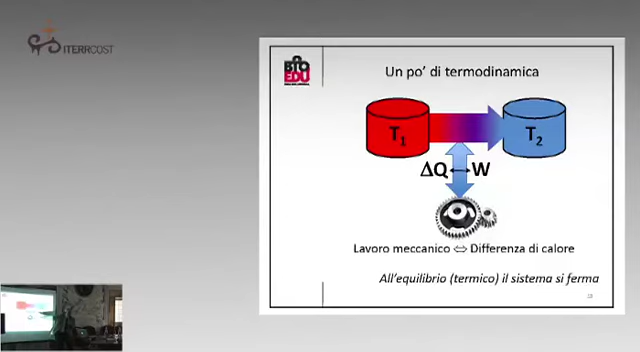 ITERRCOST
BIO
EDU
Un po' di termodinamica
T1
T2
ΔQ↔W
Lavoro meccanico ⇔ Differenza di calore
All'equilibrio (termico) il sistema si ferma